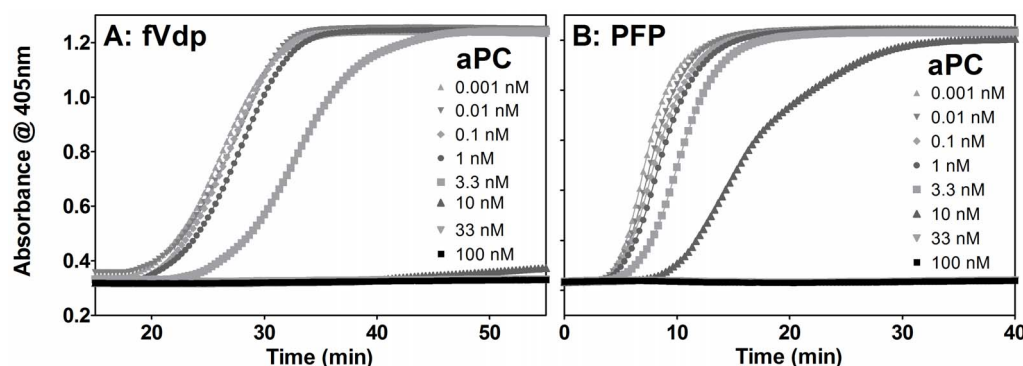 A: fVdp
B: PFP
Absorbance @ 405nm
1.2
1.0
0.8
0.6
0.4
0.2
aPC
0.001 nM
0.01 nM
0.1 nM
1 nM
3.3 nM
10 nM
33 nM
100 nM
20
30
40
50
Time (min)
aPC
0.001 nM
0.01 nM
0.1 nM
1 nM
3.3 nM
10 nM
33 nM
100 nM
0
10
20
30
40
Time (min)